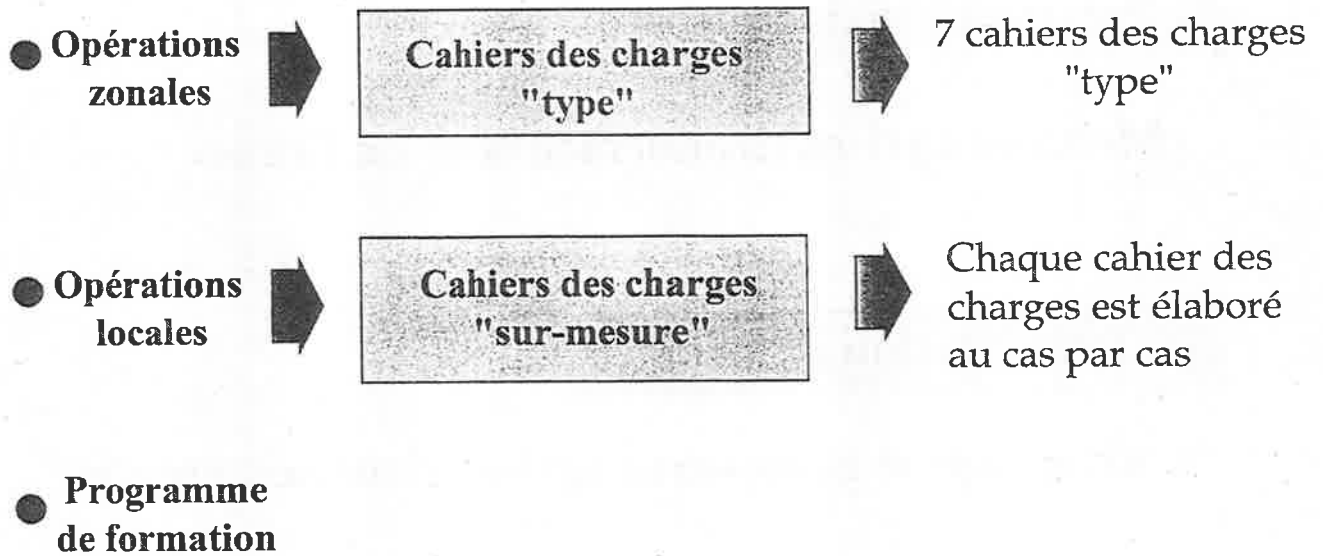 Opérations
zonales
Cahiers des charges
"type"
7 cahiers des charges
"type"
Opérations
locales
Cahiers des charges
"sur-mesure"
Chaque cahier des
charges est élaboré
au cas par cas
Programme
de formation